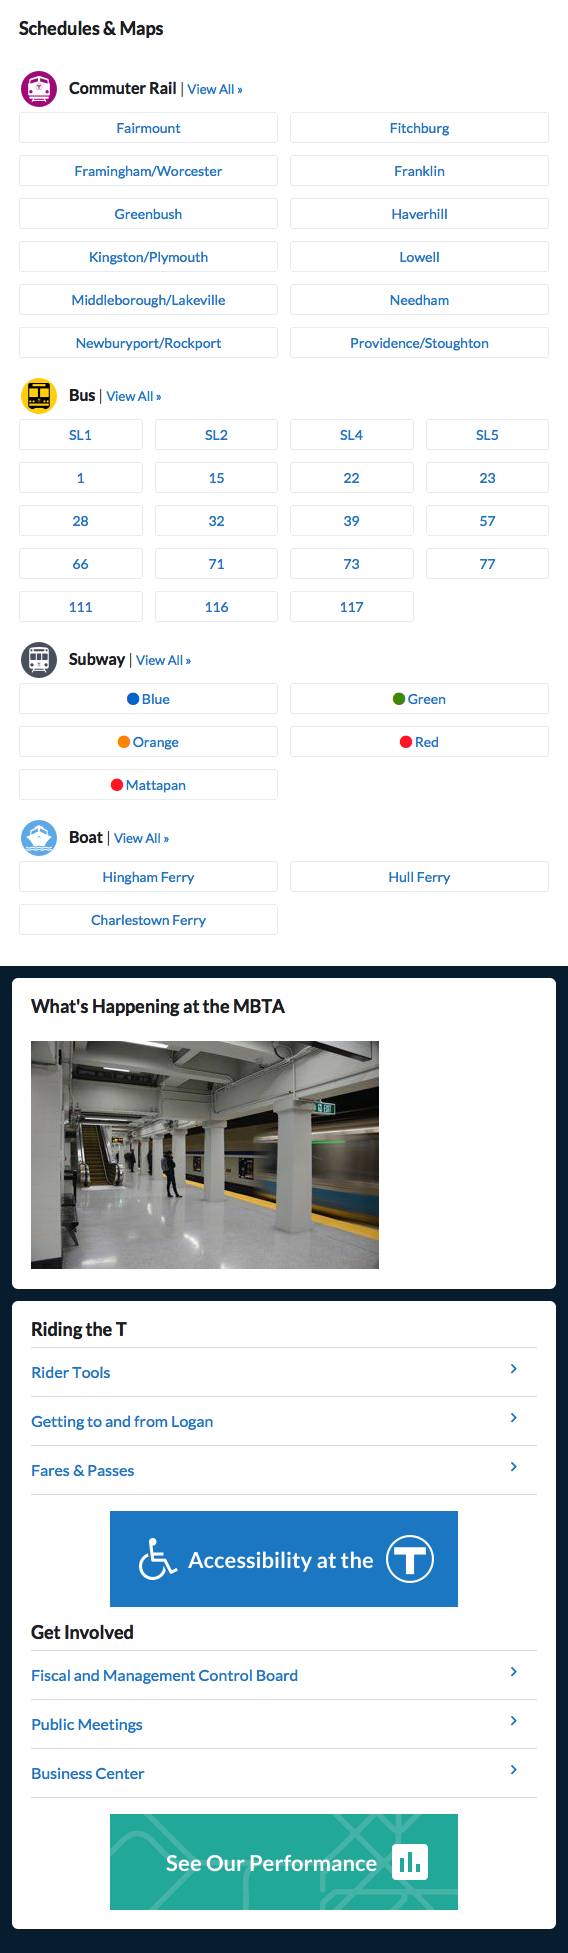 Schedules & Maps
Commuter Rail | View All »
Fairmount Fitchburg
Framingham/Worcester Franklin
Greenbush Haverhill
Kingston/Plymouth Lowell
Middleborough/Lakeville Needham
Newburyport/Rockport Providence/Stoughton
Bus | View All »
SL1 SL2 SL4 SL5
1 15 22 23
28 32 39 57
66 71 73 77
111 116 117
Subway | View All »
Blue Green
Orange Red
Mattapan
Boat | View All »
Hingham Ferry Hull Ferry
Charlestown Ferry
What's Happening at the MBTA
Riding the T
Rider Tools
Getting to and from Logan
Fares & Passes
Accessibility at the T
Get Involved
Fiscal and Management Control Board
Public Meetings
Business Center
See Our Performance